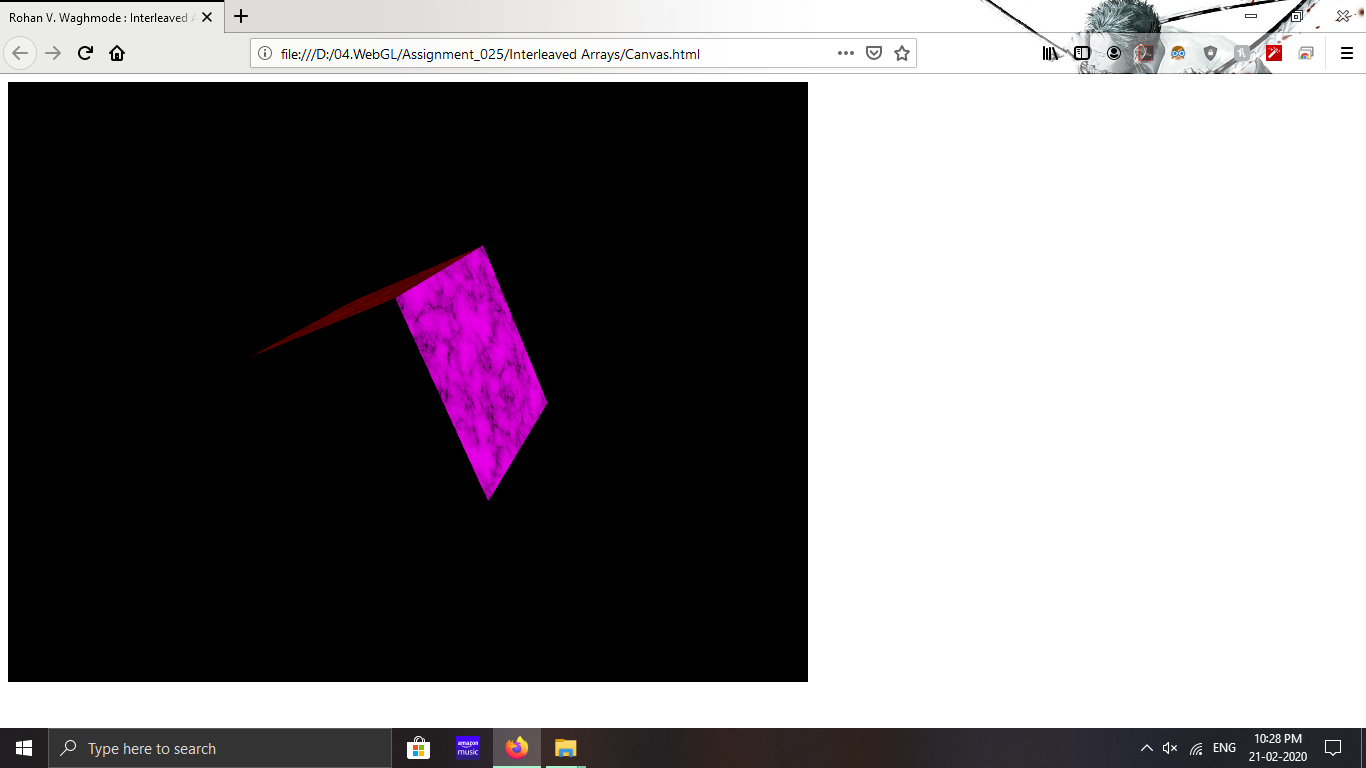 Rohan V. Waghmode : Interleaved
file:///D:/04.WebGL/Assignment_025/Interleaved Arrays/Canvas.html
Type here to search
amazon
music
ENG
10:28 PM
21-02-2020